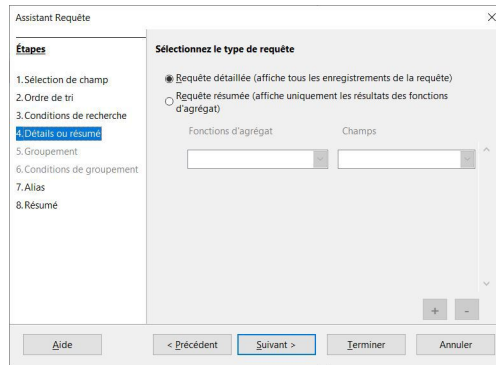 Assistant Requête
Étapes
1.Sélection de champ
2.Ordre de tri
3.Conditions de recherche
4.Détails ou résumé
5.Groupement
6.Conditions de groupement
7.Alias
8.Résumé
Sélectionnez le type de requête
Requête détaillée (affiche tous les enregistrements de la requête)
Requête résumée (affiche uniquement les résultats des fonctions
d'agrégat)
Fonctions d'agrégat Champs
+ -
Aide < Précédent Suivant > Terminer Annuler